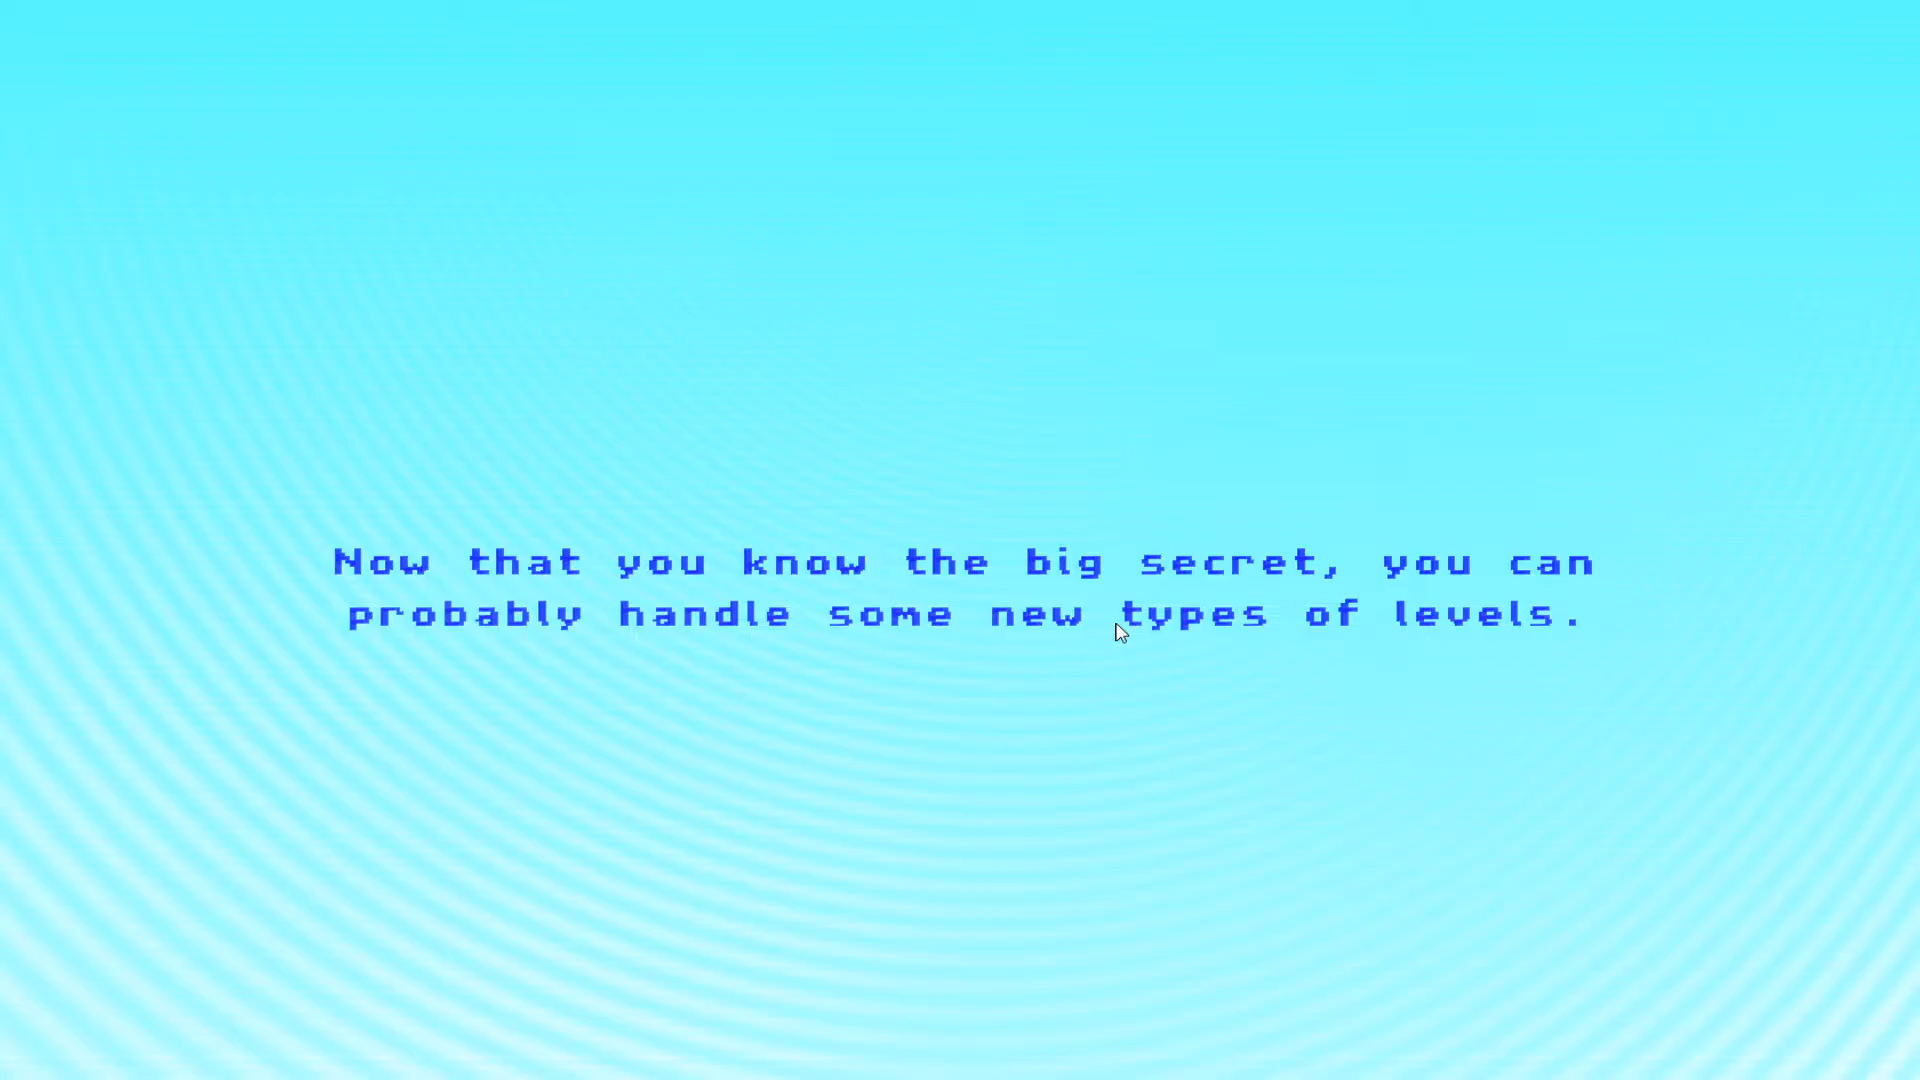 Now that you know the big secret, you can
probably handle some new types of levels.